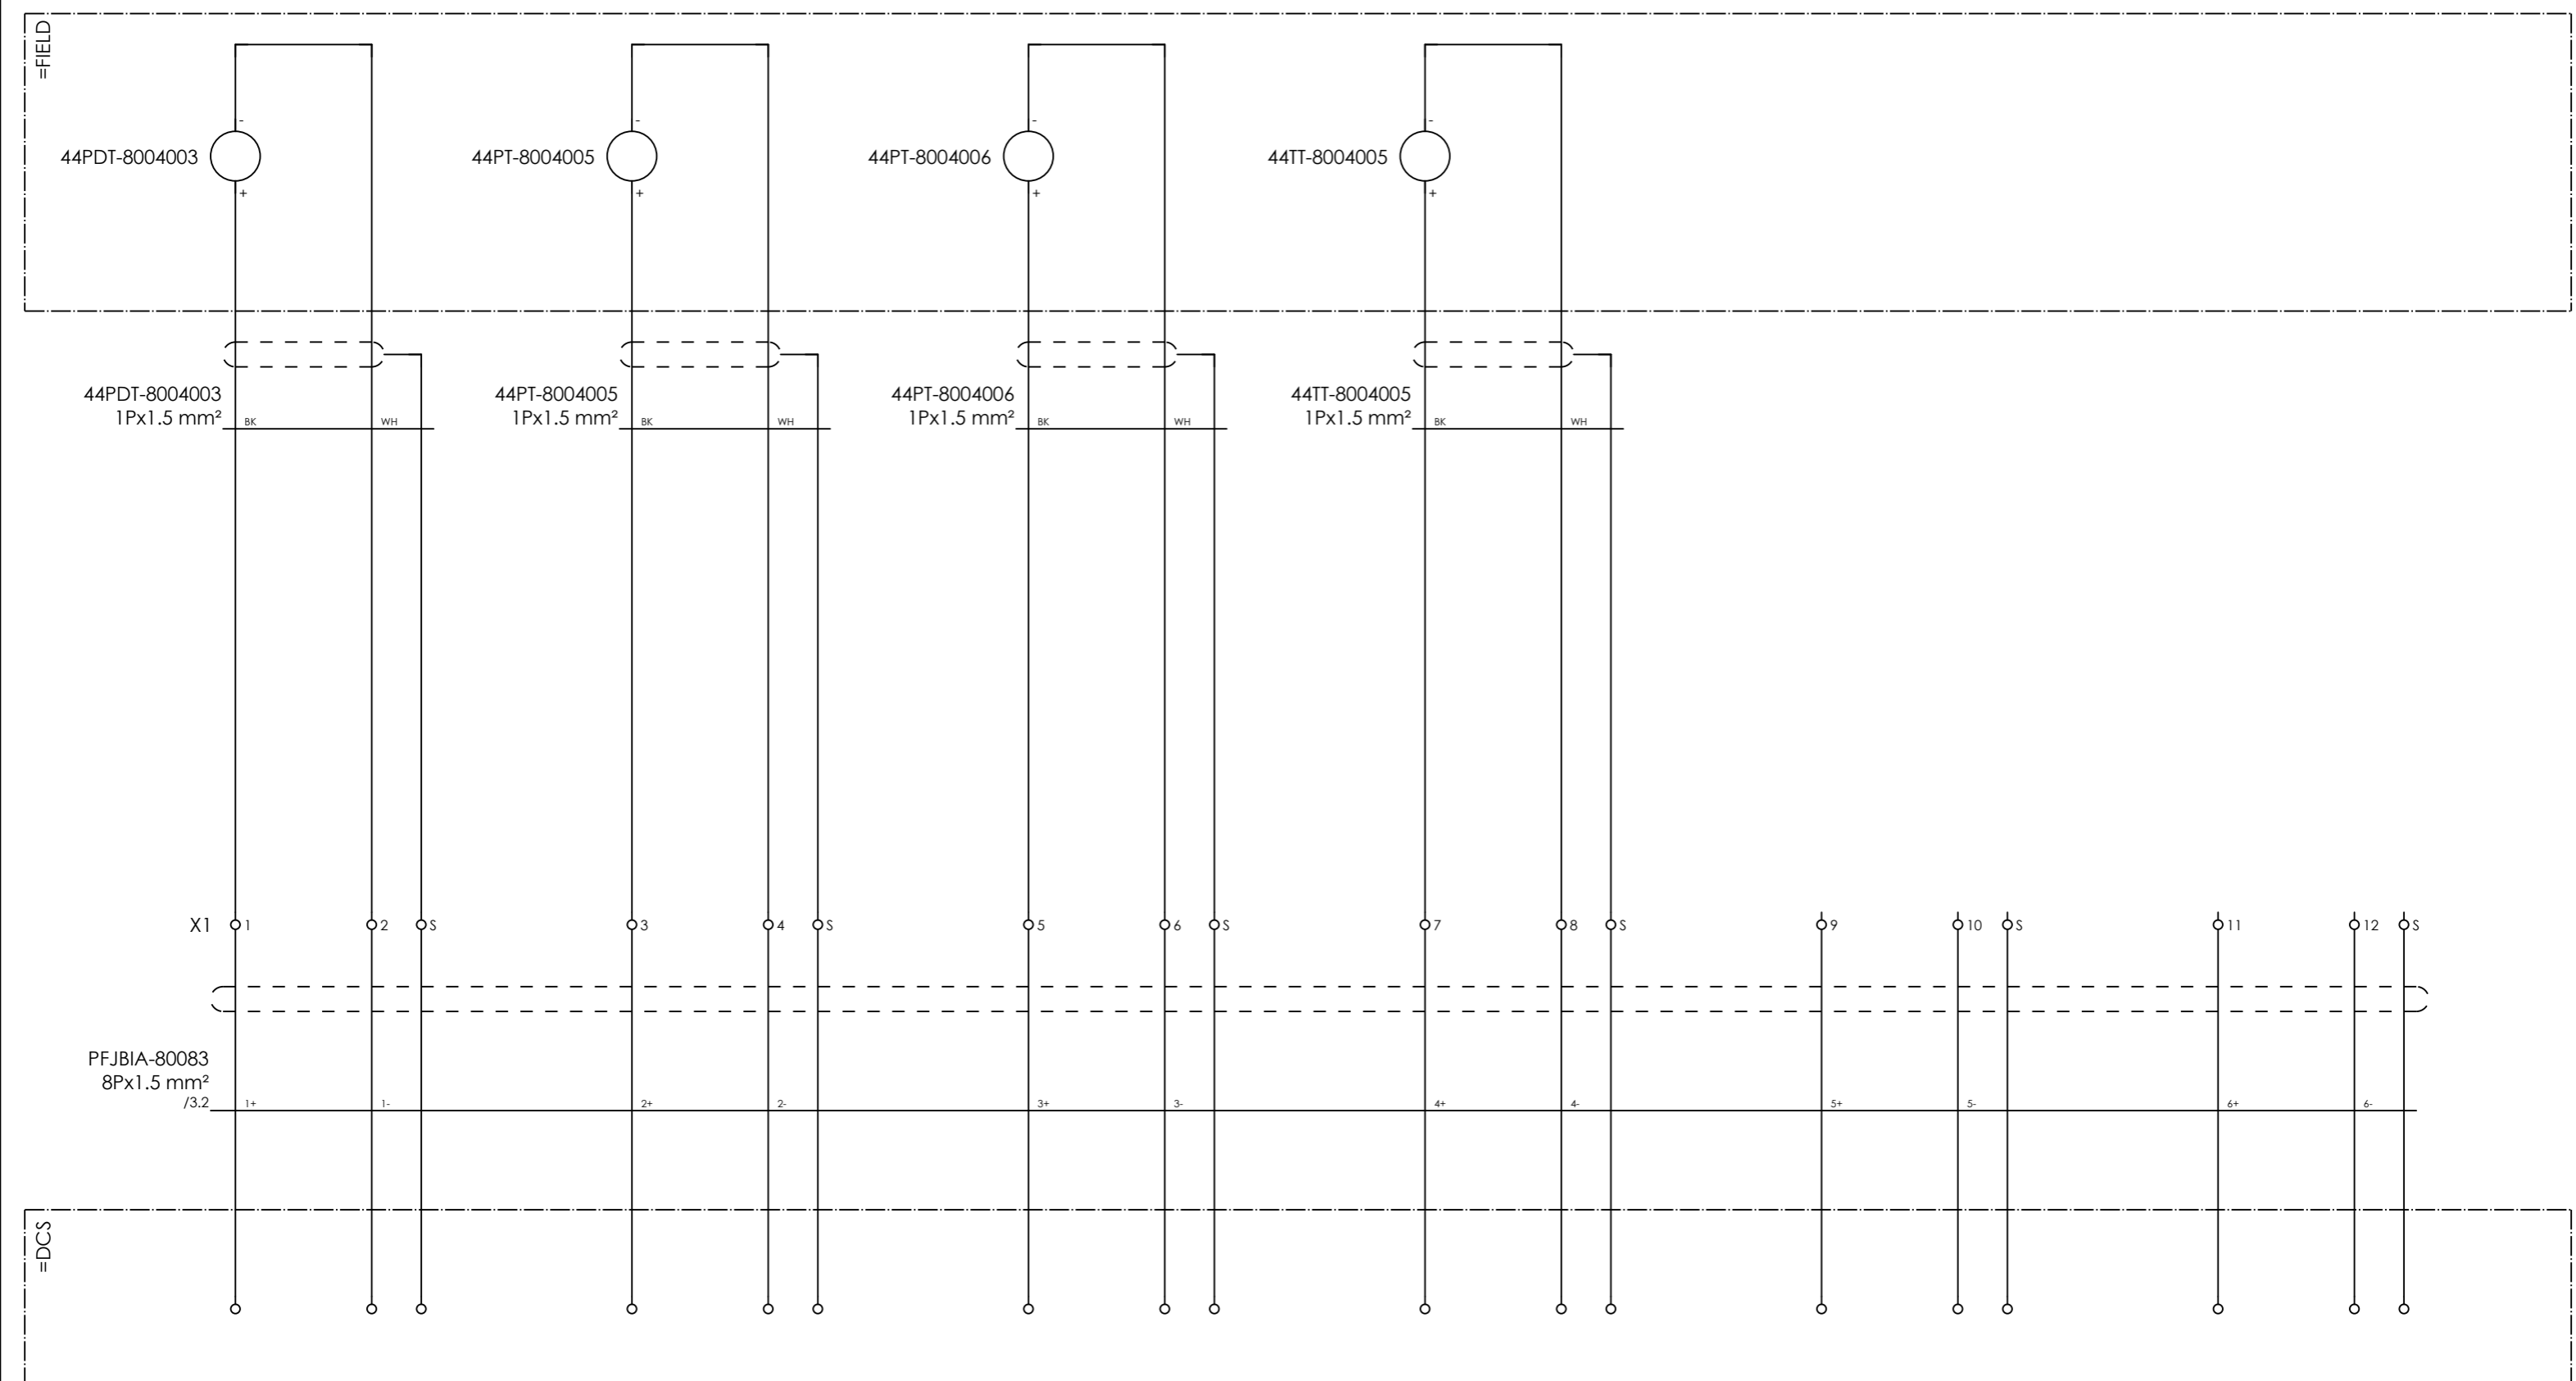 =FIELD
- - - -
44PDT-8004003 44PT-8004005 44PT-8004006 44TT-8004005
+ + + +
44PDT-8004003 44PT-8004005 44PT-8004006 44TT-8004005
1Px1.5 mm² 1Px1.5 mm² 1Px1.5 mm² 1Px1.5 mm²
BK WH BK WH BK WH BK WH
X1 1 2 S 3 4 S 5 6 S 7 8 S 9 10 S 11 12 S
PFJBIA-80083
8Px1.5 mm²
/3.2 1+ 1- 2+ 2- 3+ 3- 4+ 4- 5+ 5- 6+ 6-
=DCS